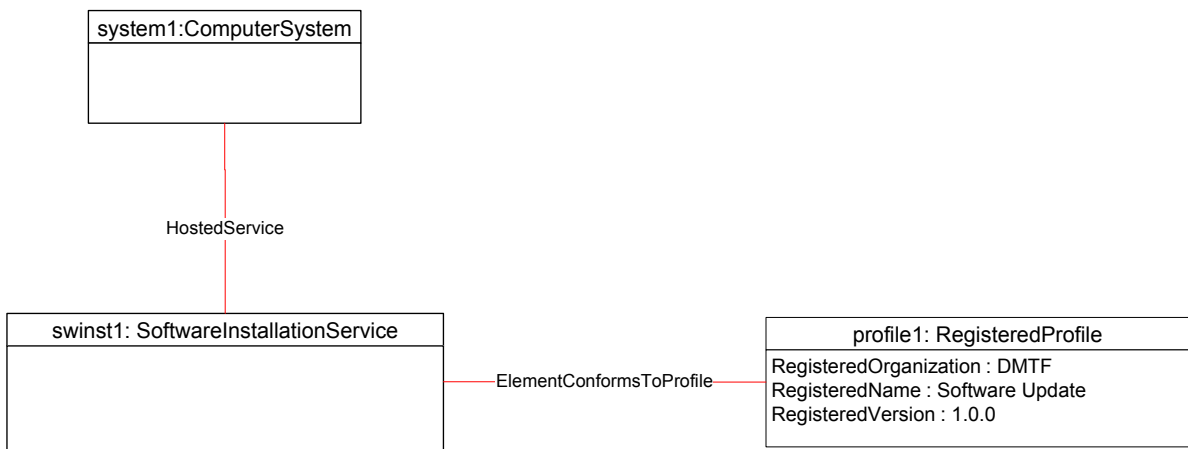 system1:ComputerSystem
HostedService
swinst1: SoftwareInstallationService
ElementConformsToProfile
profile1: RegisteredProfile
RegisteredOrganization : DMTF
RegisteredName : Software Update
RegisteredVersion : 1.0.0